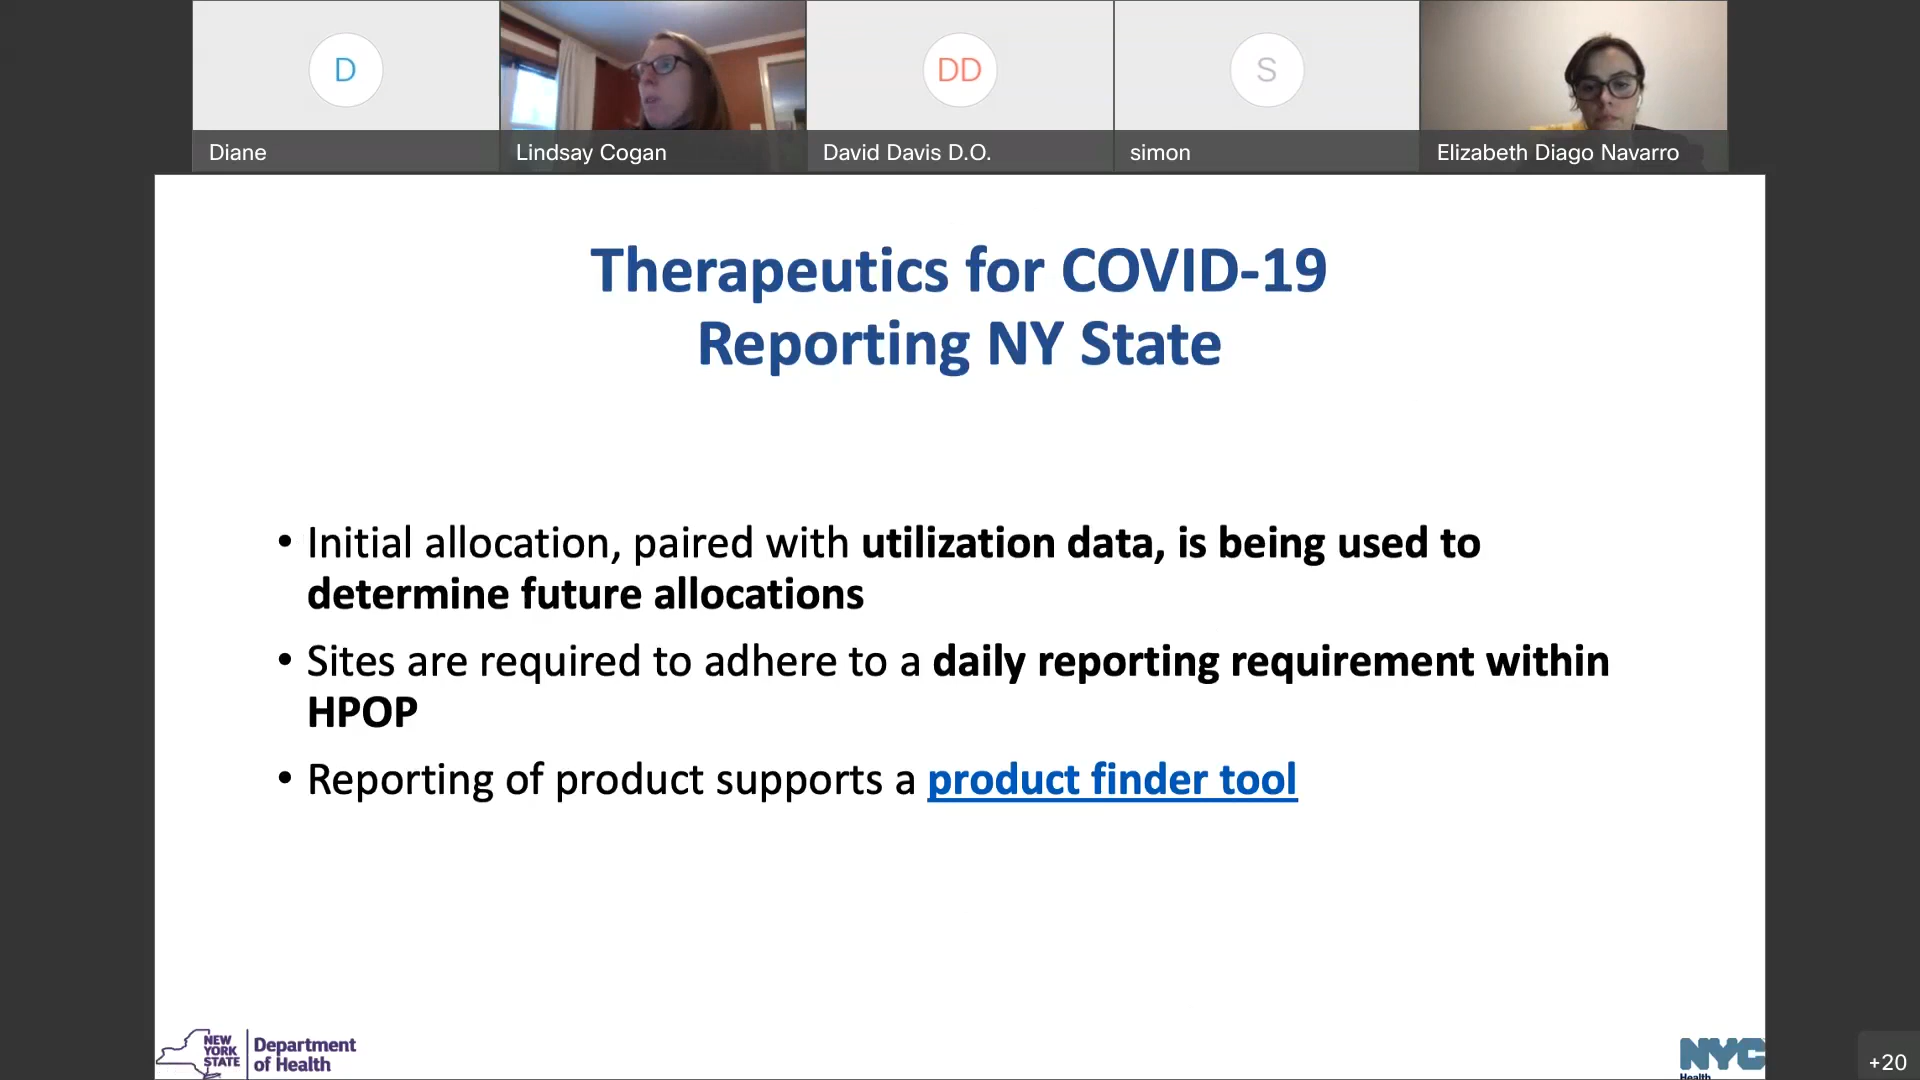 D
DD
S
Diane
Lindsay Cogan
David Davis D.O.
simon
Elizabeth Diago Navarro
Therapeutics for COVID-19
Reporting NY State
• Initial allocation, paired with utilization data, is being used to
determine future allocations
• Sites are required to adhere to a daily reporting requirement within
HPOP
• Reporting of product supports a product finder tool
NEW
YORK
STATE
Department
of Health
NYC
Health
+20